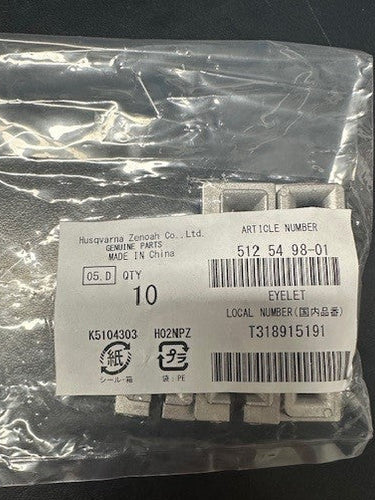 Husqvarna Zenoah Co.,Ltd.
GENUINE PARTS
MADE IN China
05.D QTY
10
K5104303 H02NPZ
紙 プラ
シール・箱 袋:PE
ARTICLE NUMBER
512 54 98-01
EYELET
LOCAL NUMBER(国内品番)
T318915191